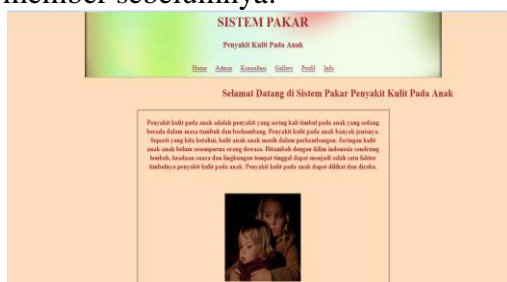 member sebelumnya.
SISTEM PAKAR
Penyakit Kulit Pada Anak
Home Admin Konsultasi Gallery Profil Info
Selamat Datang di Sistem Pakar Penyakit Kulit Pada Anak
Penyakit kulit pada anak adalah penyakit yang sering kali timbul pada anak yang sedang
berada dalam masa tumbuh dan berkembang. Penyakit kulit pada anak banyak jenisnya.
Seperti yang kita ketahui, kulit anak-anak masih dalam perkembangan. Jaringan kulit
anak-anak belum sesempurna orang dewasa. Ditambah dengan iklim indonesia cendrung
lembab, keadaan cuaca dan lingkungan tempat tinggal dapat menjadi salah satu faktor
timbulnya penyakit kulit pada anak. Penyakit kulit pada anak dapat dilihat dan diraba.